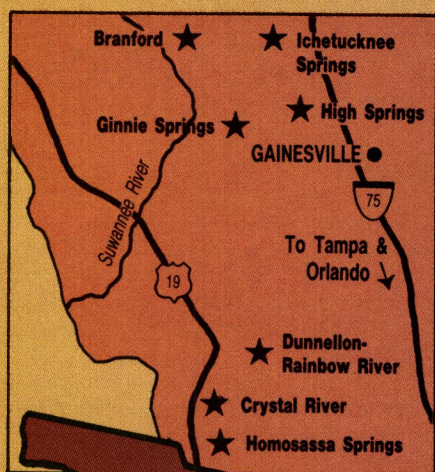 Branford
Ichetucknee
Springs
High Springs
Ginnie Springs
GAINESVILLE
75
Suwannee River
To Tampa &
Orlando
19
Dunnellon-
Rainbow River
Crystal River
Homosassa Springs